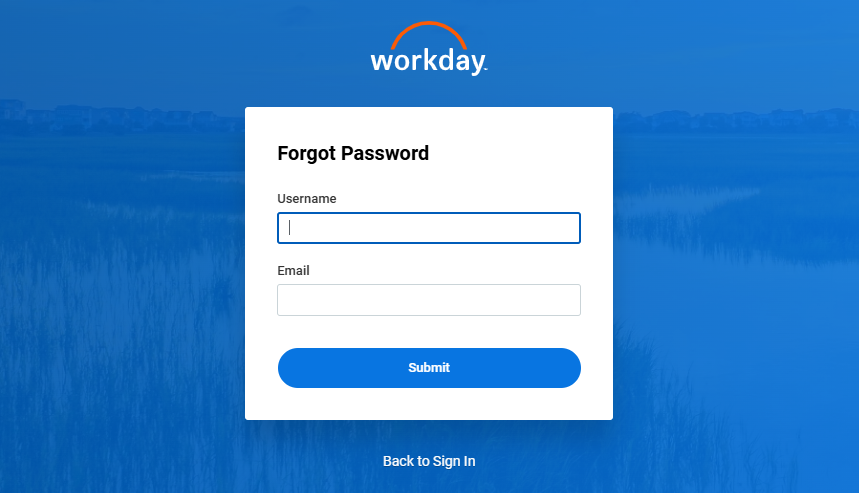 workday.
Forgot Password
Username
Email
Submit
Back to Sign In